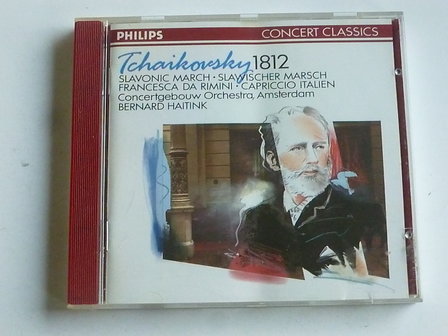 PHILIPS CONCERT CLASSICS
Tchaikovsky 1812
SLAVONIC MARCH · SLAWISCHER MARSCH
FRANCESCA DA RIMINI · CAPRICCIO ITALIEN
Concertgebouw Orchestra, Amsterdam
BERNARD HAITINK